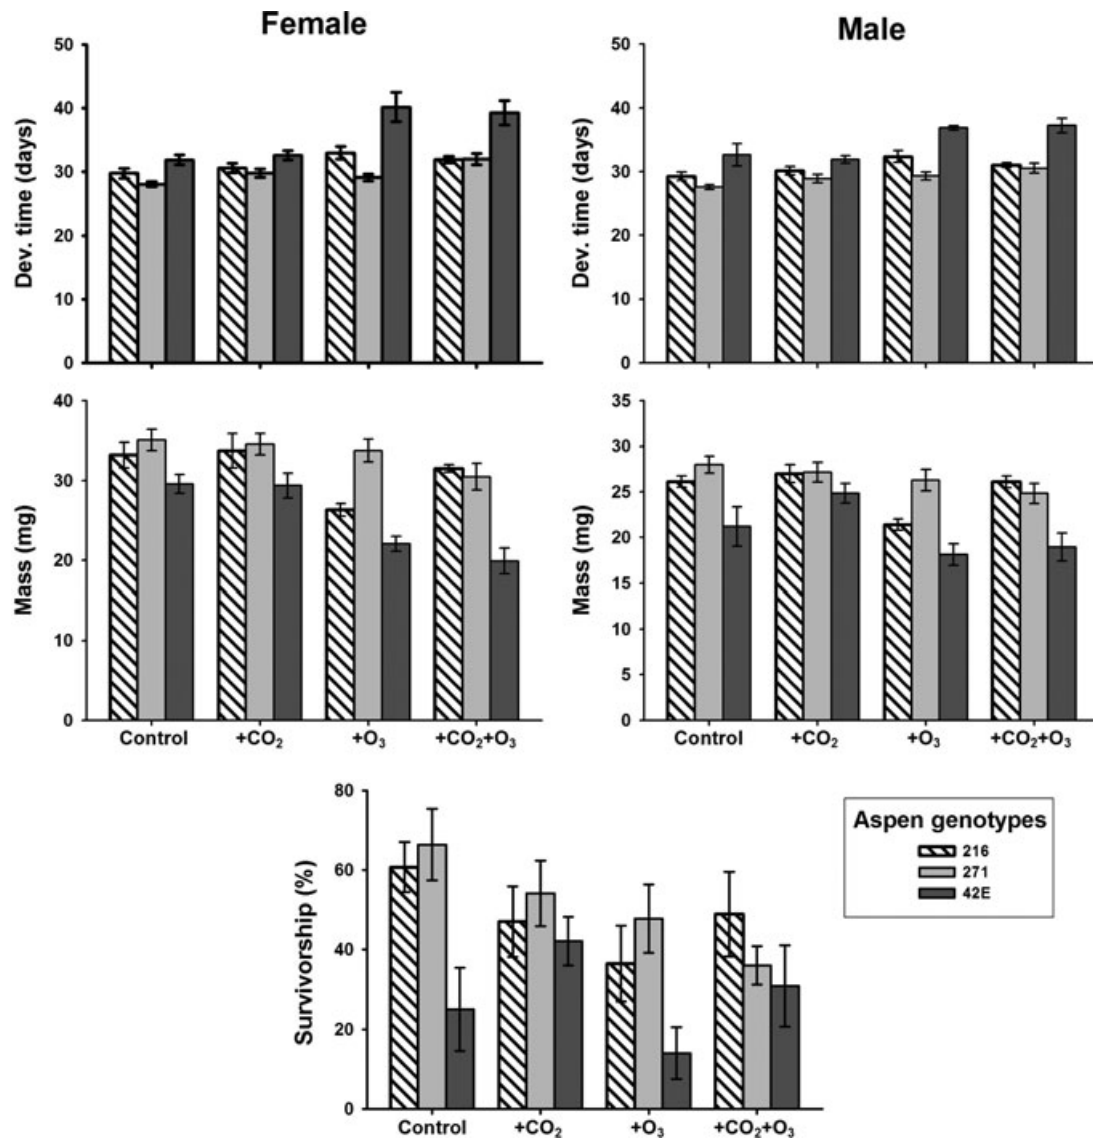 Female
Male
Dev. time (days)
50
40
30
20
10
0
Dev. time (days)
50
40
30
20
10
0
Mass (mg)
40
30
20
10
0
Control +CO₂ +O₃ +CO₂+O₃
Mass (mg)
35
30
25
20
15
10
5
0
Control +CO₂ +O₃ +CO₂+O₃
Survivorship (%)
80
60
40
20
0
Control +CO₂ +O₃ +CO₂+O₃
Aspen genotypes
216
271
42E